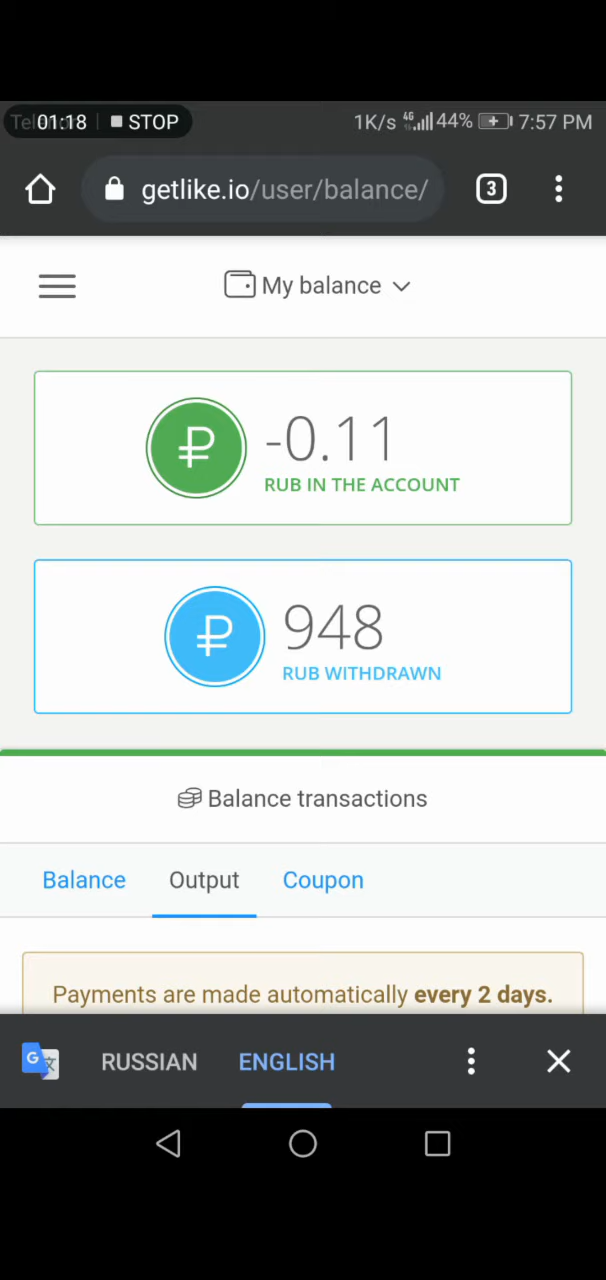 01:18 STOP 1K/s 4G 44% 7:57 PM
getlike.io/user/balance/ 3
My balance
-0.11
RUB IN THE ACCOUNT
948
RUB WITHDRAWN
Balance transactions
Balance Output Coupon
Payments are made automatically every 2 days.
G 文 RUSSIAN ENGLISH